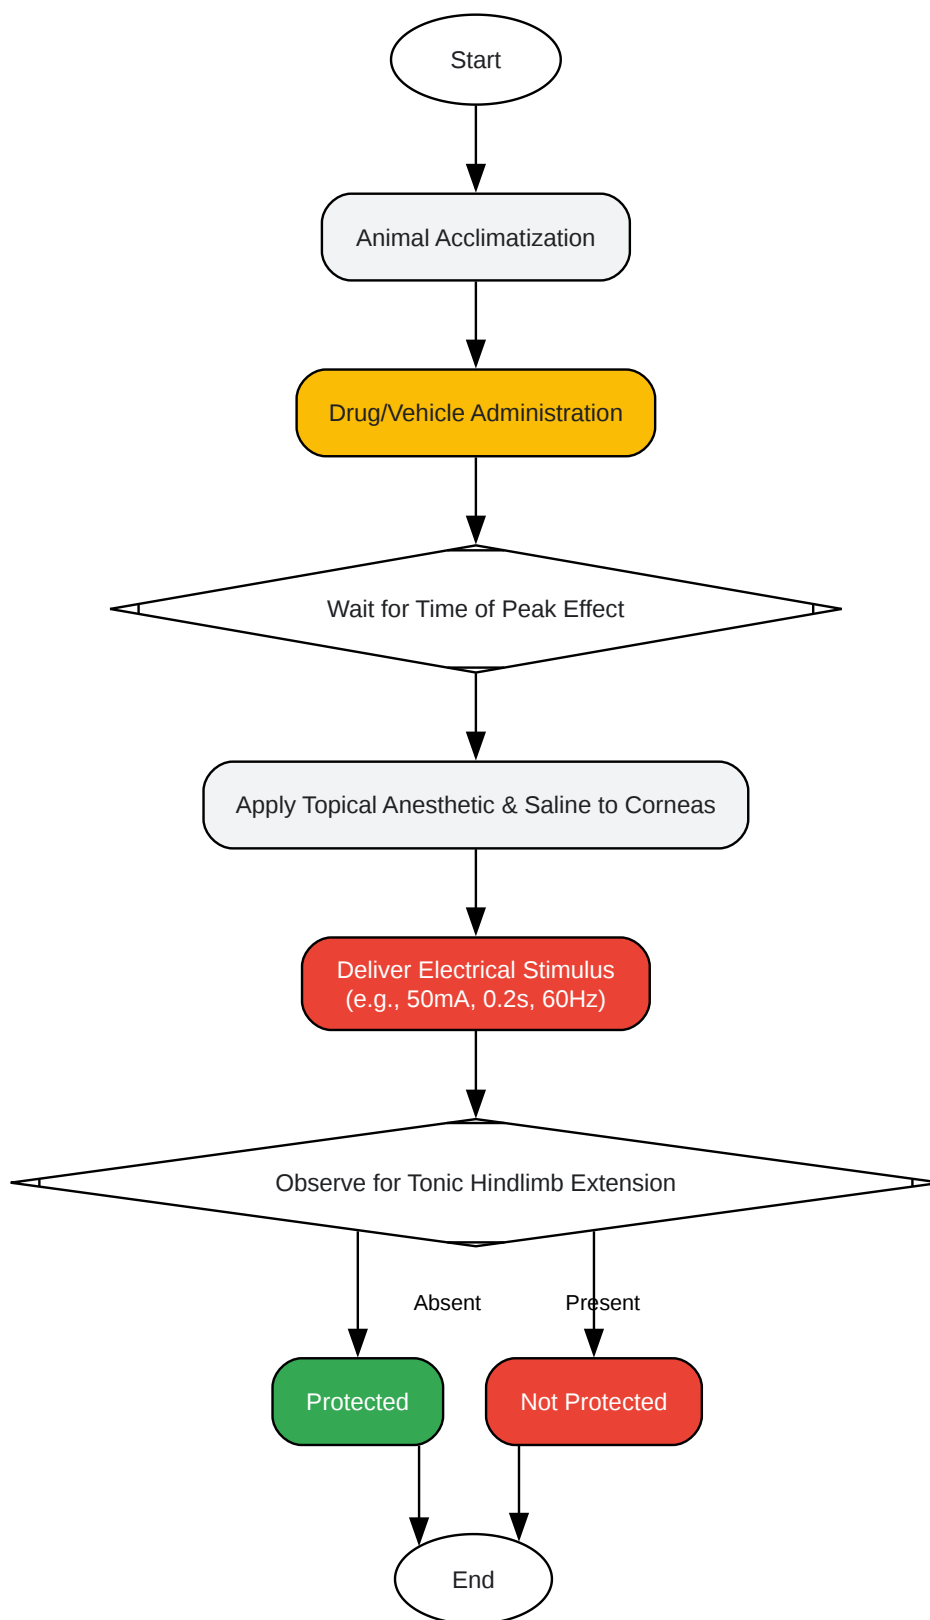 Start
Animal Acclimatization
Drug/Vehicle Administration
Wait for Time of Peak Effect
Apply Topical Anesthetic & Saline to Corneas
Deliver Electrical Stimulus
(e.g., 50mA, 0.2s, 60Hz)
Observe for Tonic Hindlimb Extension
Absent
Present
Protected
Not Protected
End